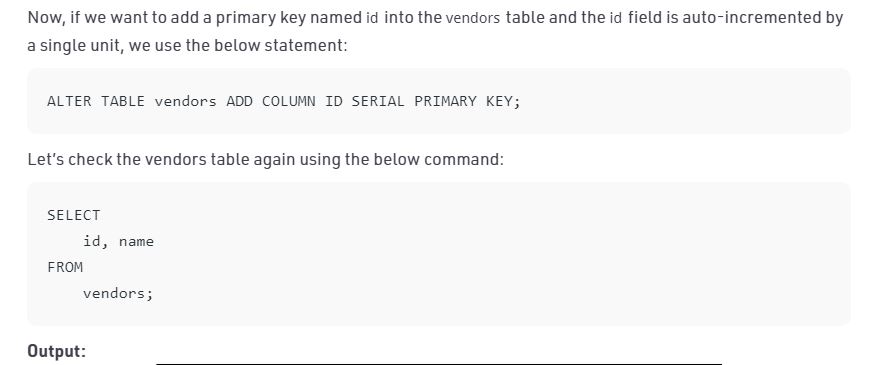 Now, if we want to add a primary key named id into the vendors table and the id field is auto-incremented by
a single unit, we use the below statement:
ALTER TABLE vendors ADD COLUMN ID SERIAL PRIMARY KEY;
Let's check the vendors table again using the below command:
SELECT
    id, name
FROM
    vendors;
Output: